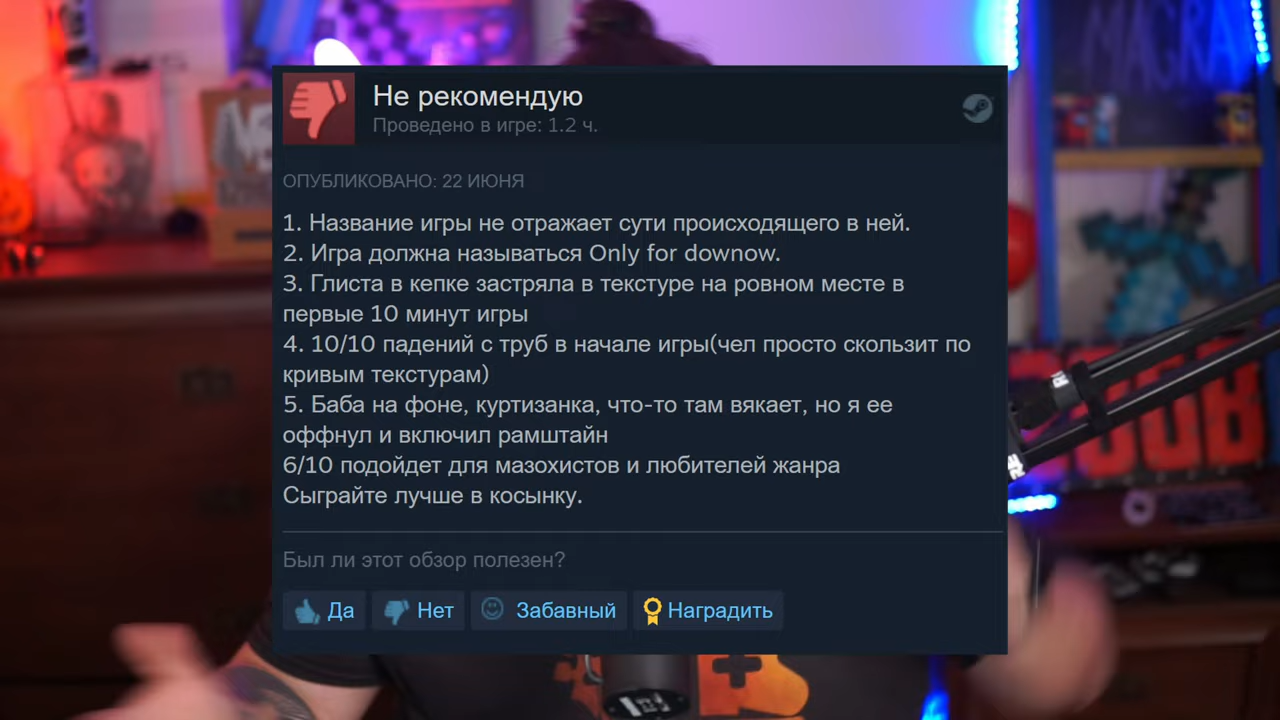 MAGRA
Не рекомендую
Проведено в игре: 1.2 ч.
ОПУБЛИКОВАНО: 22 ИЮНЯ
1. Название игры не отражает сути происходящего в ней.
2. Игра должна называться Only for downow.
3. Глиста в кепке застряла в текстуре на ровном месте в
первые 10 минут игры
4. 10/10 падений с труб в начале игры(чел просто скользит по
кривым текстурам)
5. Баба на фоне, куртизанка, что-то там вякает, но я ее
оффнул и включил рамштайн
6/10 подойдет для мазохистов и любителей жанра
Сыграйте лучше в косынку.
Был ли этот обзор полезен?
Да
Нет
Забавный
Наградить